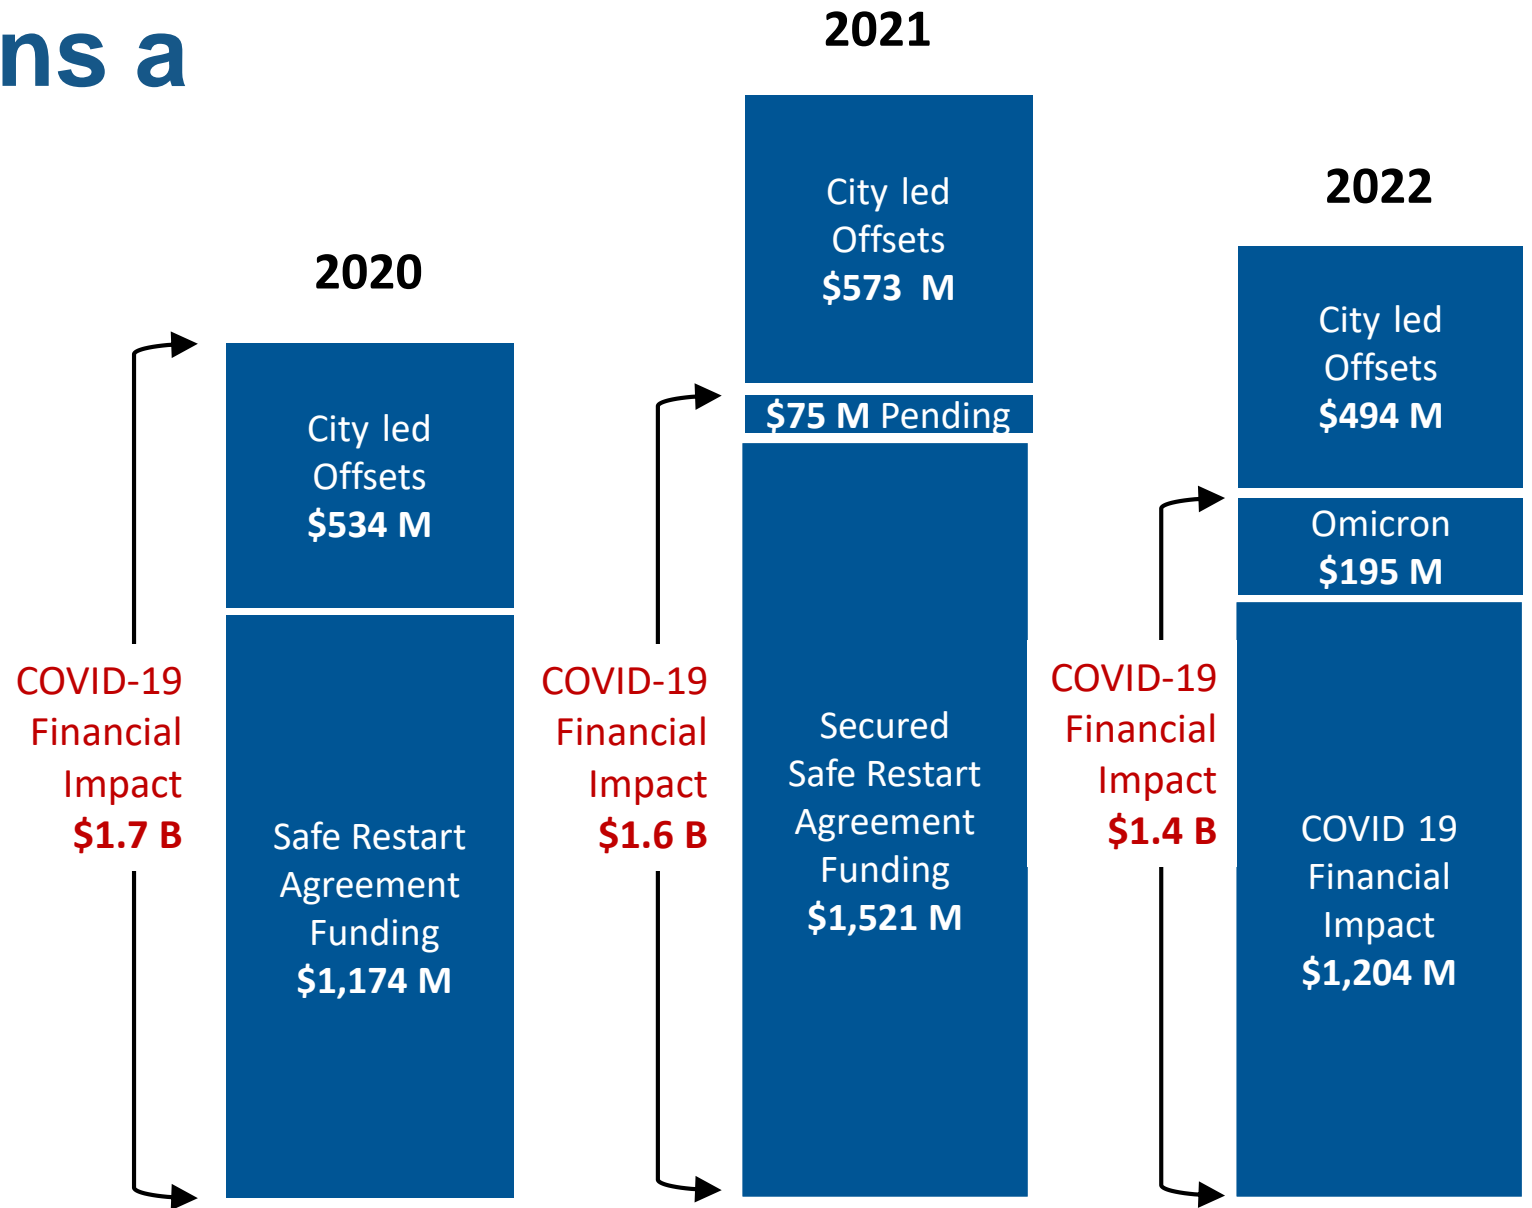 ns a
2020
City led
Offsets
$534 M
COVID-19
Financial
Impact
$1.7 B
Safe Restart
Agreement
Funding
$1,174 M
2021
City led
Offsets
$573 M
$75 M Pending
COVID-19
Financial
Impact
$1.6 B
Secured
Safe Restart
Agreement
Funding
$1,521 M
2022
City led
Offsets
$494 M
Omicron
$195 M
COVID-19
Financial
Impact
$1.4 B
COVID 19
Financial
Impact
$1,204 M